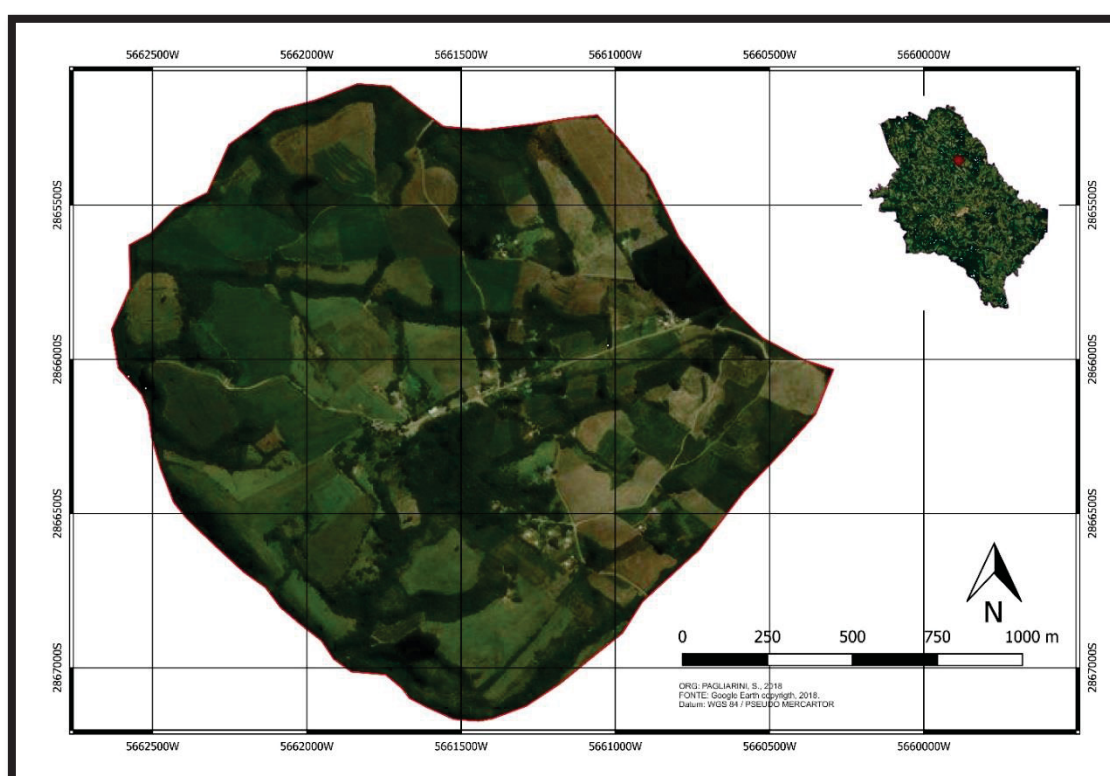 5662500W 5662000W 5661500W 5661000W 5660500W 5660000W
2865500S 2865500S
2866000S 2866000S
2866500S 2866500S
N
0 250 500 750 1000 m
2867000S 2867000S
ORG: PAGLIARINI, S., 2018
FONTE: Google Earth copyrigth, 2018.
Datum: WGS 84 / PSEUDO MERCARTOR
5662500W 5662000W 5661500W 5661000W 5660500W 5660000W